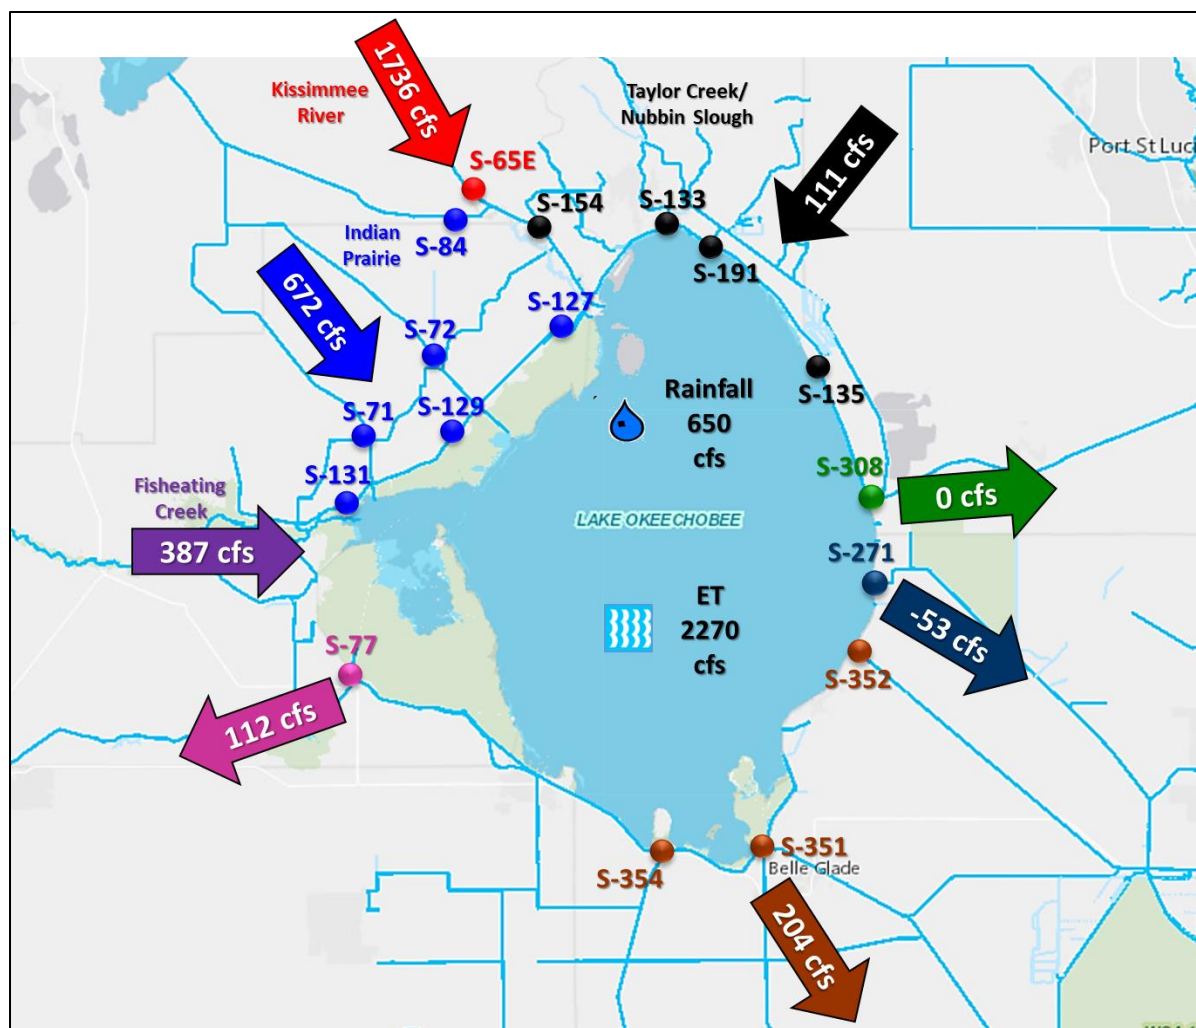 1736 cfs
Kissimmee
River
S-65E
Taylor Creek/
Nubbin Slough
111 cfs
Port St Luc
S-154
S-133
S-84
Indian
Prairie
S-191
672 cfs
S-127
S-72
S-71
S-129
S-135
Rainfall
650
cfs
S-131
S-308
0 cfs
Fisheating
Creek
387 cfs
LAKE OKEECHOBEE
S-271
-53 cfs
ET
2270
cfs
S-77
S-352
112 cfs
S-354
S-351
Belle Glade
204 cfs